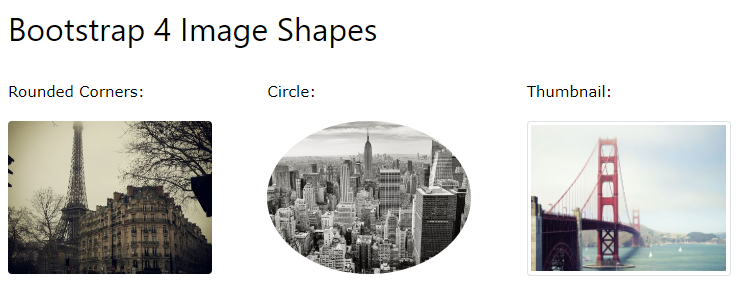 Bootstrap 4 Image Shapes
Rounded Corners:
Circle:
Thumbnail: